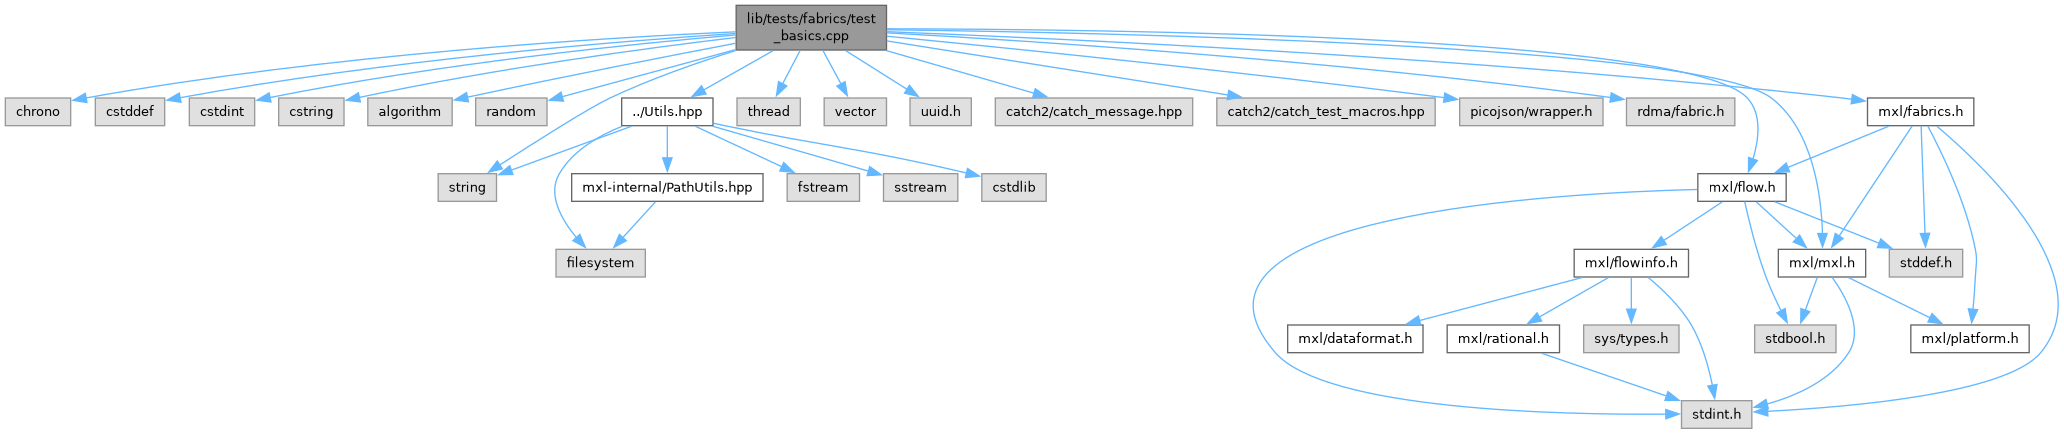 lib/tests/fabrics/test
_basics.cpp
chrono
cstddef
cstdint
cstring
algorithm
random
../Utils.hpp
thread
vector
uuid.h
catch2/catch_message.hpp
catch2/catch_test_macros.hpp
picojson/wrapper.h
rdma/fabric.h
mxl/fabrics.h
string
mxl-internal/PathUtils.hpp
fstream
sstream
cstdlib
mxl/flow.h
filesystem
mxl/flowinfo.h
mxl/mxl.h
stddef.h
mxl/dataformat.h
mxl/rational.h
sys/types.h
stdbool.h
mxl/platform.h
stdint.h